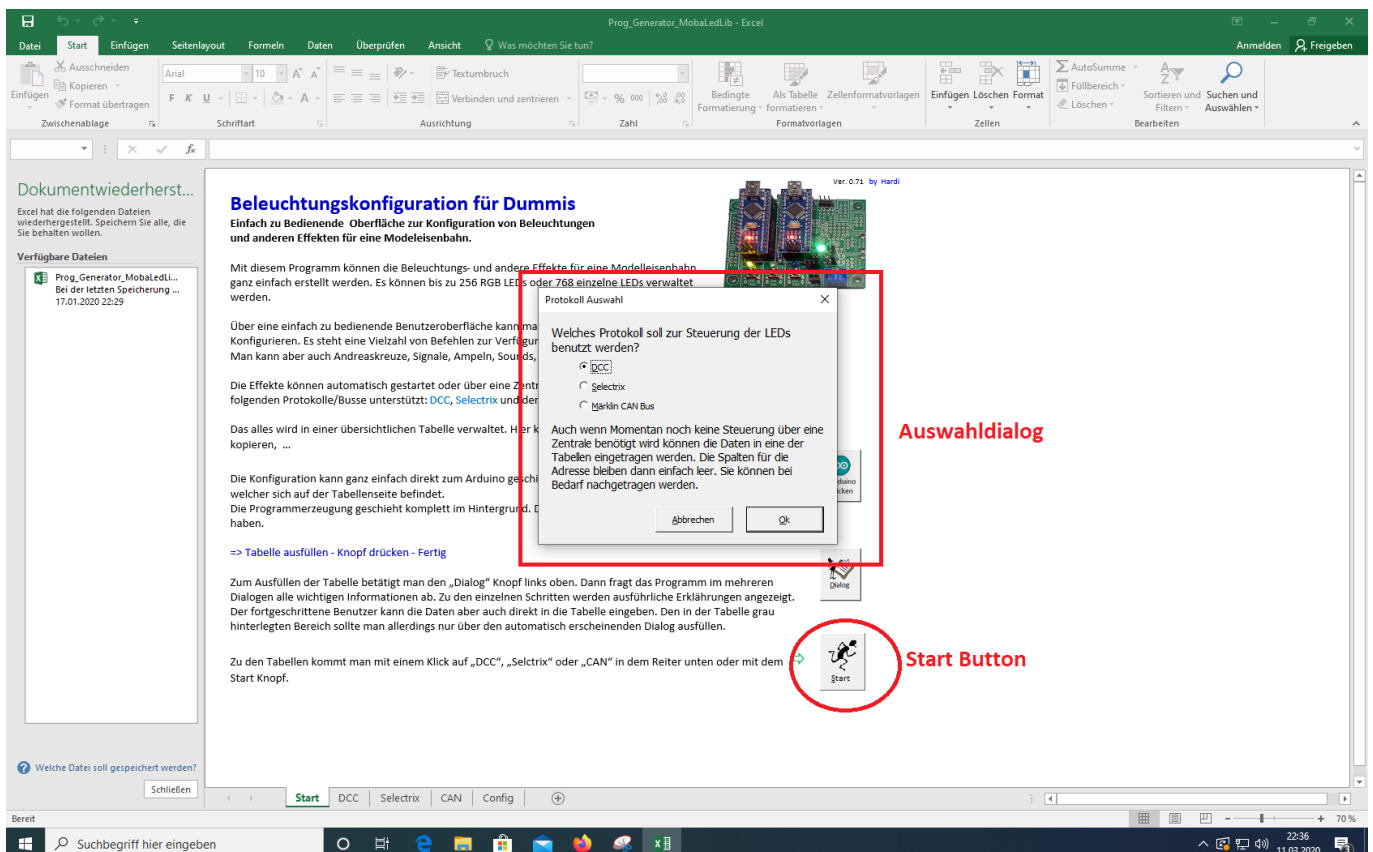 Prog_Generator_MobaLedLib - Excel
Datei Start Einfügen Seitenlayout Formeln Daten Überprüfen Ansicht Was möchten Sie tun? Anmelden Freigeben
Einfügen
Ausschneiden
Kopieren
Format übertragen
Zwischenablage
Arial 10
F K U
Schriftart
Textumbruch
Verbinden und zentrieren
Ausrichtung
% 000
Zahl
Bedingte Formatierung
Als Tabelle formatieren
Zellenformatvorlagen
Formatvorlagen
Einfügen Löschen Format
Zellen
AutoSumme
Füllbereich
Löschen
Sortieren und Filtern
Suchen und Auswählen
Bearbeiten
fx
Dokumentwiederherst...
Excel hat die folgenden Dateien
wiederhergestellt. Speichern Sie alle, die
Sie behalten wollen.
Verfügbare Dateien
Prog_Generator_MobaLedLi...
Bei der letzten Speicherung ...
17.01.2020 22:29
Welche Datei soll gespeichert werden?
Schließen
Ver. 0.71 by Hardi
Beleuchtungskonfiguration für Dummis
Einfach zu Bedienende Oberfläche zur Konfiguration von Beleuchtungen
und anderen Effekten für eine Modeleisenbahn.
Mit diesem Programm können die Beleuchtungs- und andere Effekte für eine Modelleisenbahn
ganz einfach erstellt werden. Es können bis zu 256 RGB LEDs oder 768 einzelne LEDs verwaltet
werden.
Über eine einfach zu bedienende Benutzeroberfläche kann ma
Konfigurieren. Es steht eine Vielzahl von Befehlen zur Verfügur
Man kann aber auch Andreaskreuze, Signale, Ampeln, Sounds,
Die Effekte können automatisch gestartet oder über eine Zentr
folgenden Protokolle/Busse unterstützt: DCC, Selectrix und der
Das alles wird in einer übersichtlichen Tabelle verwaltet. Hier k
kopieren, ...
Die Konfiguration kann ganz einfach direkt zum Arduino geschi
welcher sich auf der Tabellenseite befindet.
Die Programmerzeugung geschieht komplett im Hintergrund. D
haben.
=> Tabelle ausfüllen - Knopf drücken - Fertig
Zum Ausfüllen der Tabelle betätigt man den „Dialog“ Knopf links oben. Dann fragt das Programm im mehreren
Dialogen alle wichtigen Informationen ab. Zu den einzelnen Schritten werden ausführliche Erklährungen angezeigt.
Der fortgeschrittene Benutzer kann die Daten aber auch direkt in die Tabelle eingeben. Den in der Tabelle grau
hinterlegten Bereich sollte man allerdings nur über den automatisch erscheinenden Dialog ausfüllen.
Zu den Tabellen kommt man mit einem Klick auf „DCC“, „Selctrix“ oder „CAN“ in dem Reiter unten oder mit dem
Start Knopf.
Protokoll Auswahl
Welches Protokoll soll zur Steuerung der LEDs
benutzt werden?
DCC
Selectrix
Märklin CAN Bus
Auch wenn Momentan noch keine Steuerung über eine
Zentrale benötigt wird können die Daten in eine der
Tabellen eingetragen werden. Die Spalten für die
Adresse bleiben dann einfach leer. Sie können bei
Bedarf nachgetragen werden.
Abbrechen Ok
Auswahldialog
Dialog
Start
Start Button
Start DCC Selectrix CAN Config
Bereit
70 %
Suchbegriff hier eingeben
22:36
11.03.2020